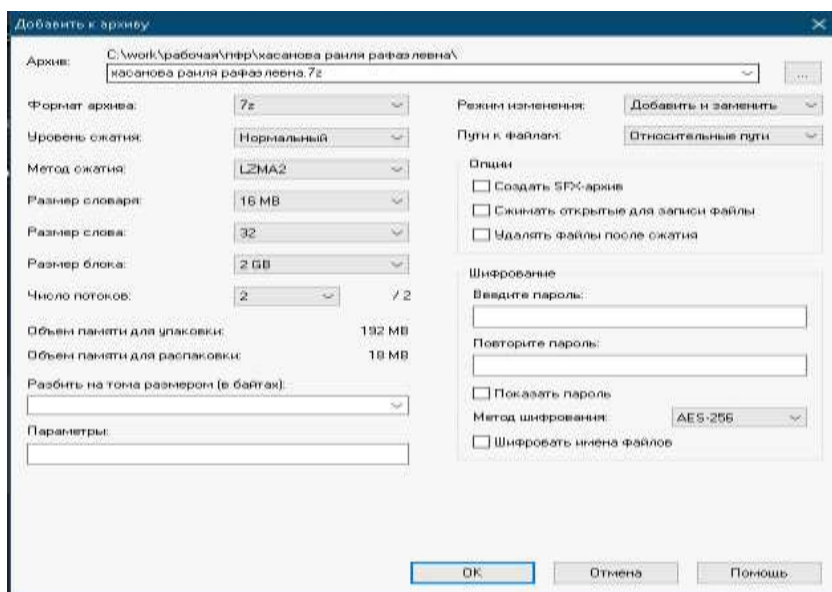 Добавить к архиву
Архив:
C:\work\рабочая\пфр\хасанова раиля рафаэлевна\
хасанова раиля рафаэлевна.7z
...
Формат архива:
7z
Уровень сжатия:
Нормальный
Метод сжатия:
LZMA2
Размер словаря:
16 MB
Размер слова:
32
Размер блока:
2 GB
Число потоков:
2
/ 2
Объем памяти для упаковки:
192 MB
Объем памяти для распаковки:
18 MB
Разбить на тома размером (в байтах):
Параметры:
Режим изменения:
Добавить и заменить
Пути к файлам:
Относительные пути
Опции
Создать SFX-архив
Сжимать открытые для записи файлы
Удалять файлы после сжатия
Шифрование
Введите пароль:
Повторите пароль:
Показать пароль
Метод шифрования:
AES-256
Шифровать имена файлов
OK
Отмена
Помощь